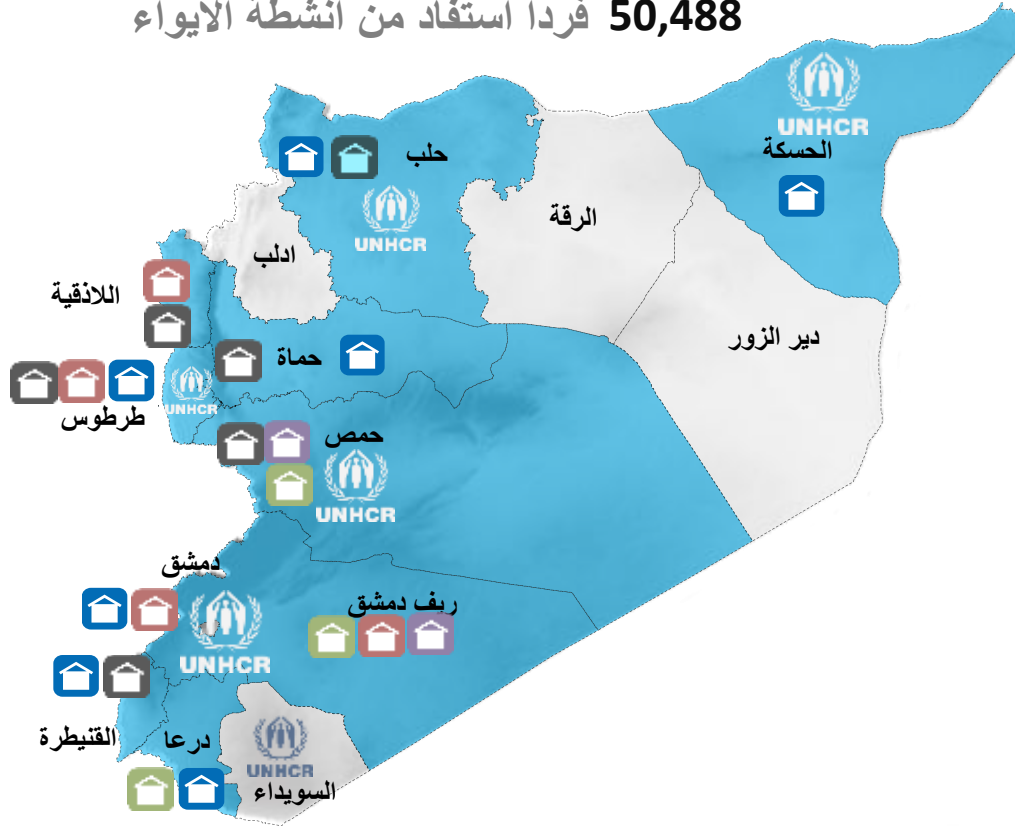 50,488 فردا استفاد من أنشطة الايواء
UNHCR
الحسكة
حلب
UNHCR
الرقة
ادلب
اللاذقية
دير الزور
حماة
UNHCR
طرطوس
حمص
UNHCR
دمشق
ريف دمشق
UNHCR
القنيطرة
درعا
UNHCR
السويداء